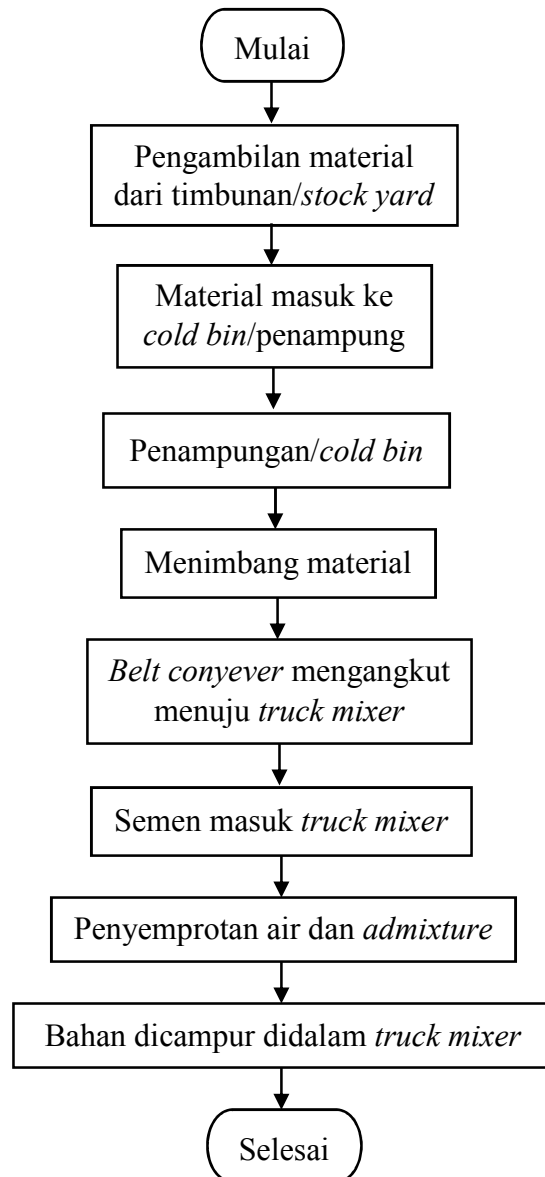 Mulai
Pengambilan material
dari timbunan/stock yard
Material masuk ke
cold bin/penampung
Penampungan/cold bin
Menimbang material
Belt conyever mengangkut
menuju truck mixer
Semen masuk truck mixer
Penyemprotan air dan admixture
Bahan dicampur didalam truck mixer
Selesai